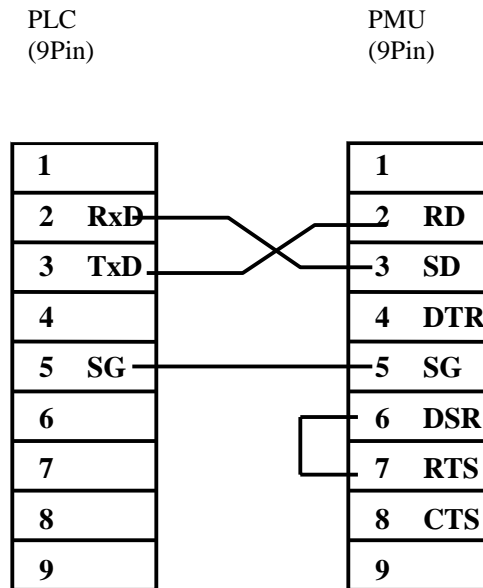 PLC
(9Pin)
PMU
(9Pin)
1
2 RxD
3 TxD
4
5 SG
6
7
8
9
1
2 RD
3 SD
4 DTR
5 SG
6 DSR
7 RTS
8 CTS
9